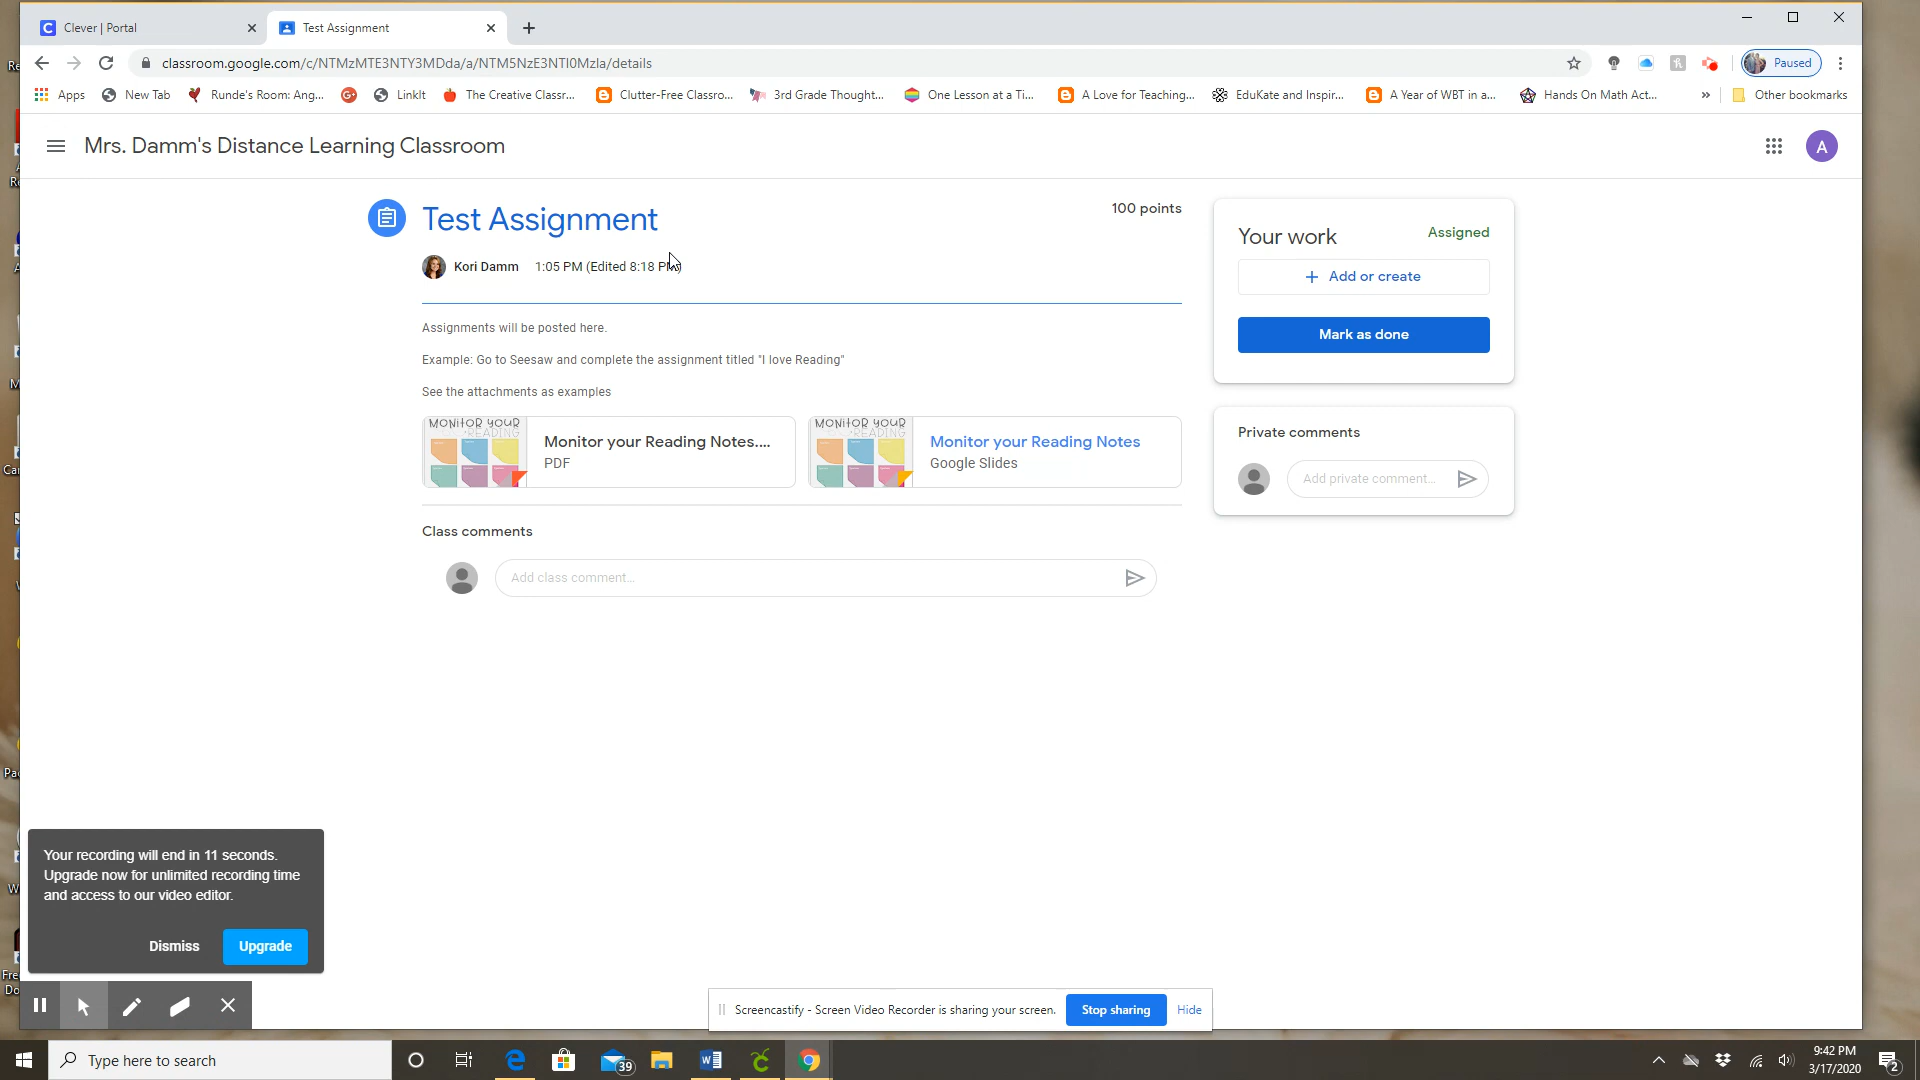 Clever | Portal
Test Assignment
classroom.google.com/c/NTMzMTE3NTY3MDda/a/NTM5NzE3NTI0Mzla/details
Paused
Apps
New Tab
Runde's Room: Ang...
LinkIt
The Creative Classr...
Clutter-Free Classro...
3rd Grade Thought...
One Lesson at a Ti...
A Love for Teaching...
EduKate and Inspir...
A Year of WBT in a...
Hands On Math Act...
»
Other bookmarks
Mrs. Damm's Distance Learning Classroom
A
Test Assignment
100 points
Kori Damm 1:05 PM (Edited 8:18 PM)
Assignments will be posted here.
Example: Go to Seesaw and complete the assignment titled "I love Reading"
See the attachments as examples
MONITOR YOUR
READING
Monitor your Reading Notes....
PDF
MONITOR YOUR
READING
Monitor your Reading Notes
Google Slides
Class comments
Add class comment...
Your work
Assigned
+ Add or create
Mark as done
Private comments
Add private comment...
Your recording will end in 11 seconds.
Upgrade now for unlimited recording time
and access to our video editor.
Dismiss
Upgrade
Screencastify - Screen Video Recorder is sharing your screen.
Stop sharing
Hide
Type here to search
39
9:42 PM
3/17/2020
2